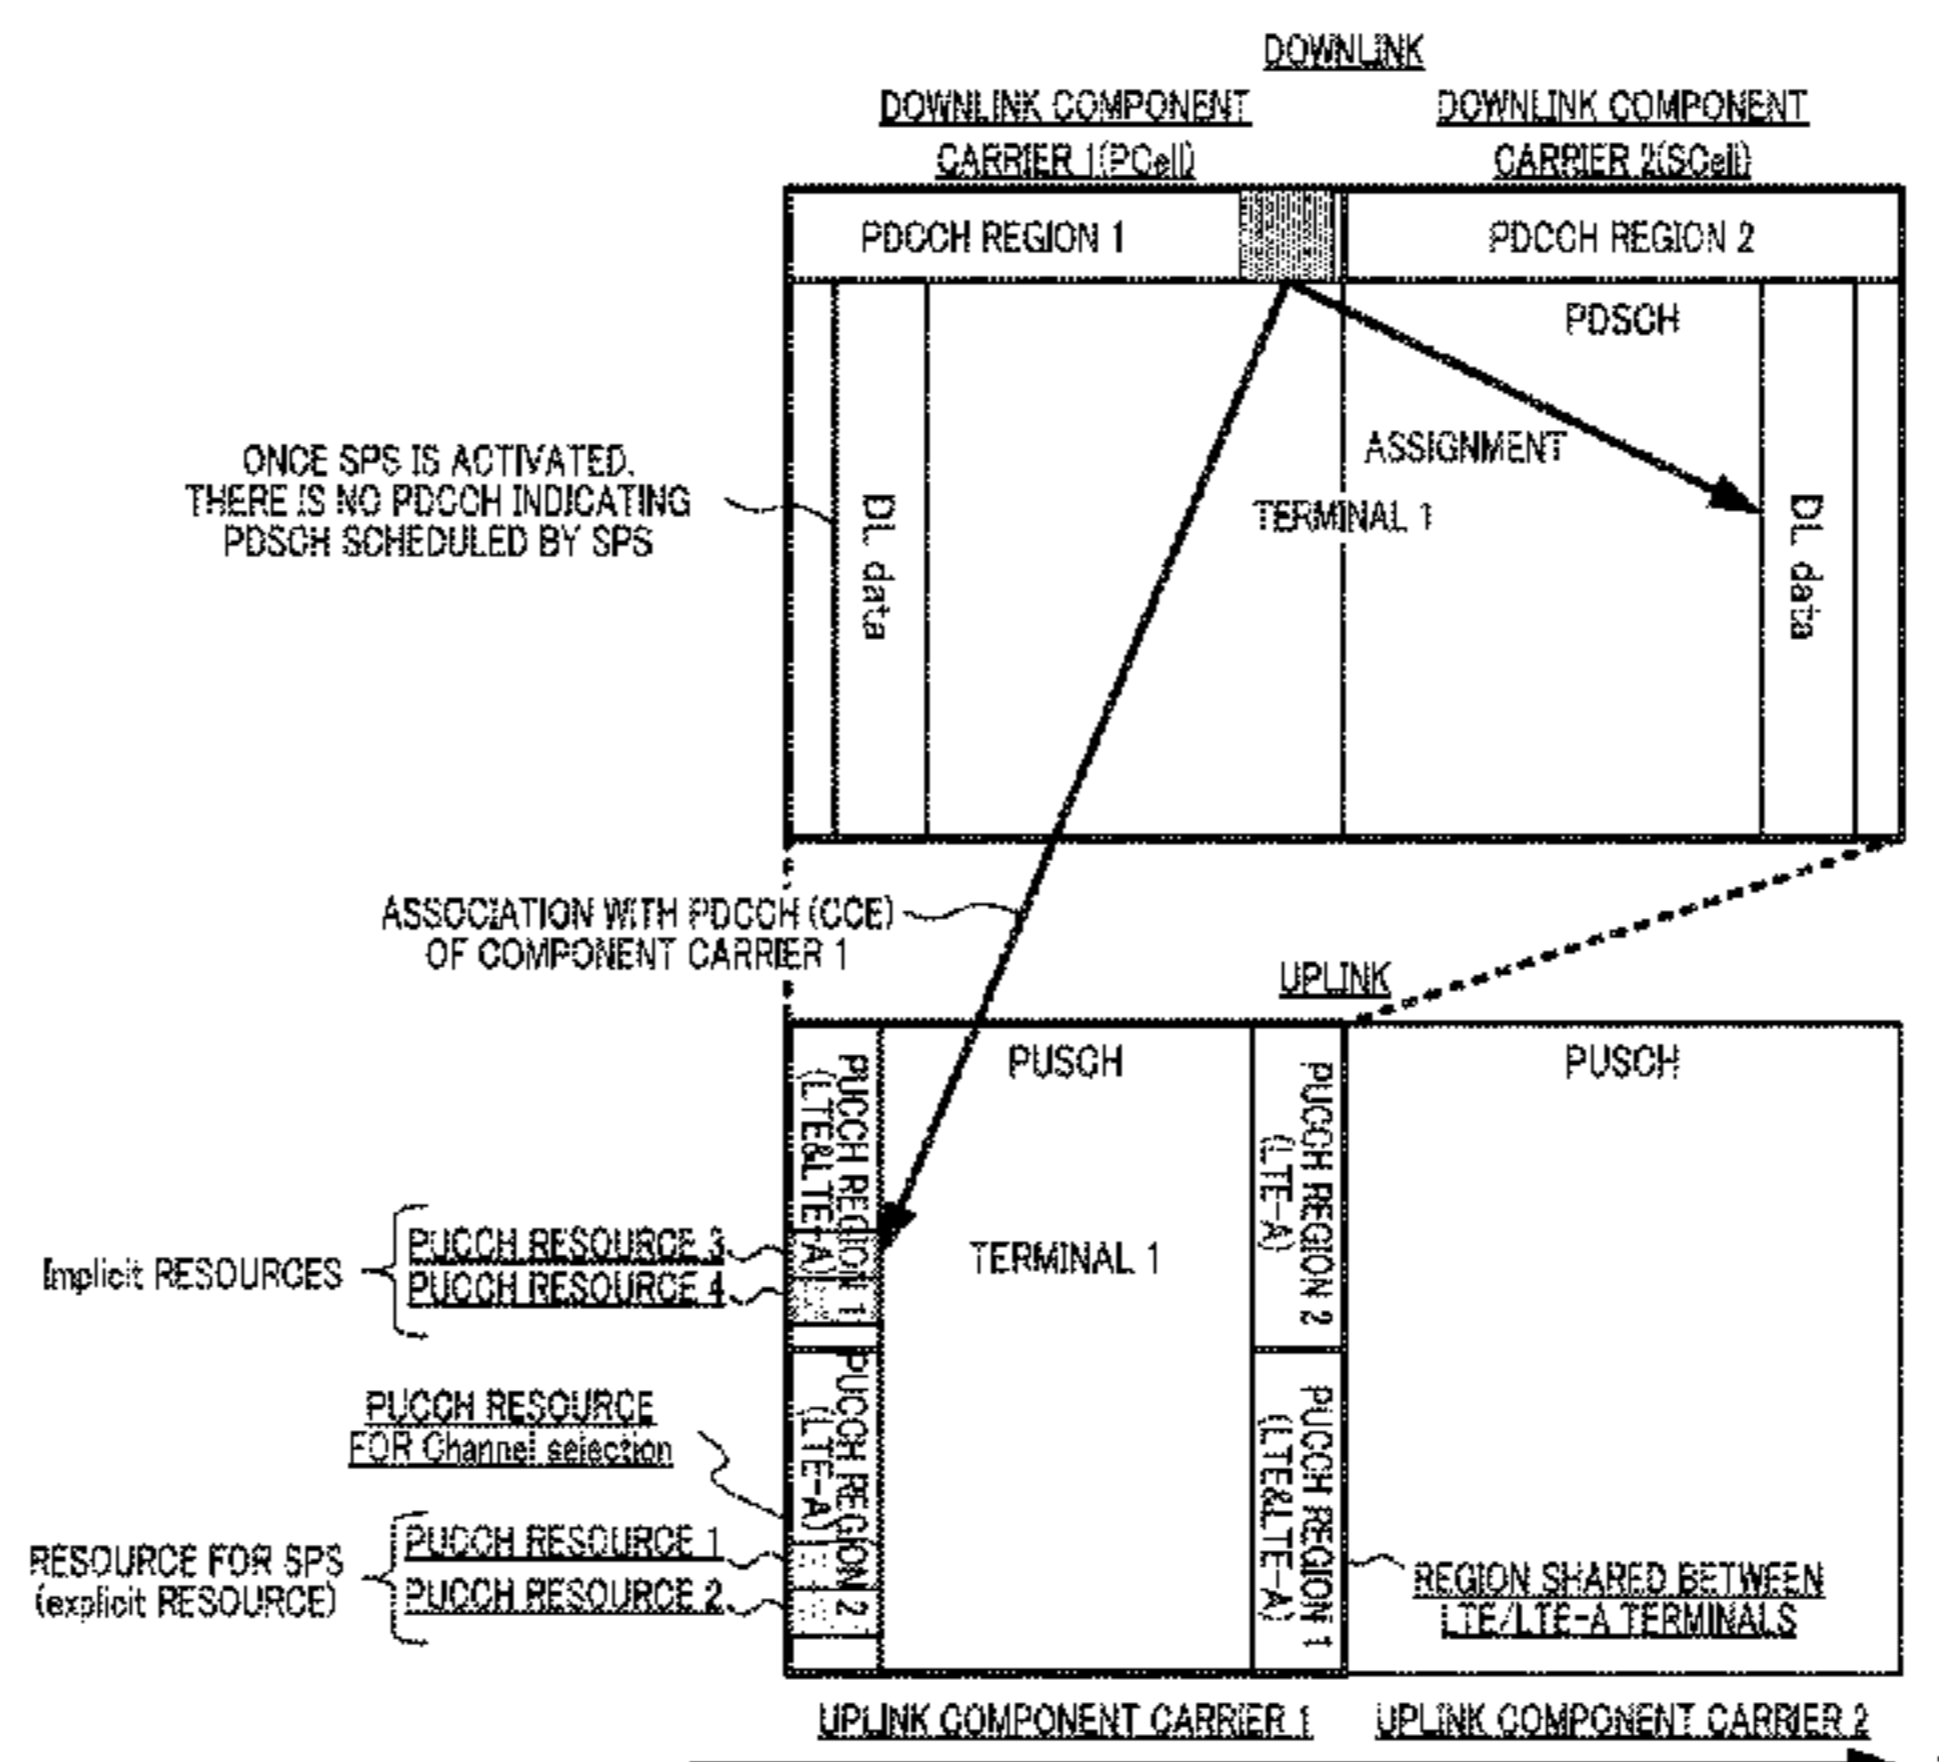 DOWNLINK
DOWNLINK COMPONENT
CARRIER 1(PCell)
DOWNLINK COMPONENT
CARRIER 2(SCell)
PDCCH REGION 1
PDCCH REGION 2
PDSCH
ASSIGNMENT
TERMINAL 1
ONCE SPS IS ACTIVATED,
THERE IS NO PDCCH INDICATING
PDSCH SCHEDULED BY SPS
DL data
DL data
ASSOCIATION WITH PDCCH (CCE)
OF COMPONENT CARRIER 1
UPLINK
PUCCH REGION 1
(LTE&LTE-A)
PUSCH
PUCCH REGION 2
(LTE-A)
PUSCH
TERMINAL 1
Implicit RESOURCES
PUCCH RESOURCE 3
PUCCH RESOURCE 4
PUCCH RESOURCE
FOR Channel selection
PUCCH REGION 2
(LTE-A)
PUCCH REGION 1
(LTE&LTE-A)
RESOURCE FOR SPS
(explicit RESOURCE)
PUCCH RESOURCE 1
PUCCH RESOURCE 2
REGION SHARED BETWEEN
LTE/LTE-A TERMINALS
UPLINK COMPONENT CARRIER 1
UPLINK COMPONENT CARRIER 2